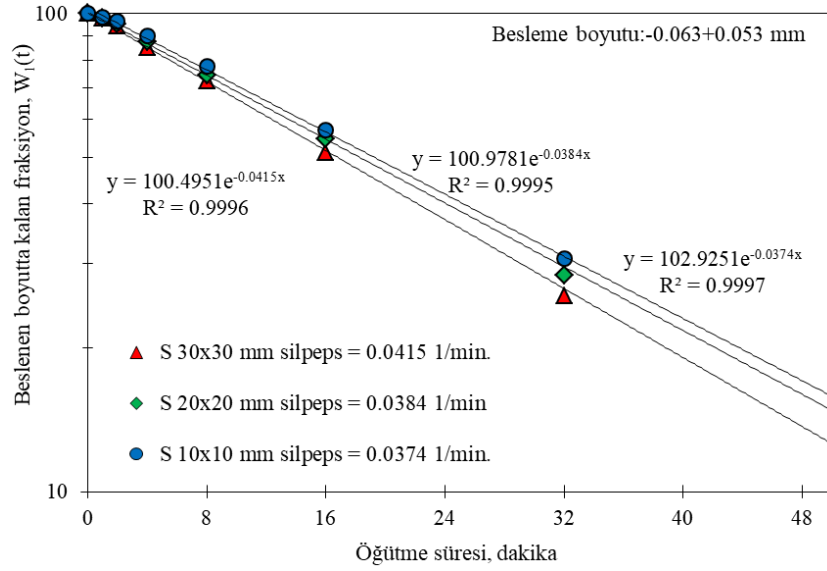 Beslenen boyutta kalan fraksiyon, W₁(t)
100
10
Besleme boyutu:-0.063+0.053 mm
y = 100.4951e^-0.0415x
R² = 0.9996
y = 100.9781e^-0.0384x
R² = 0.9995
y = 102.9251e^-0.0374x
R² = 0.9997
S 30x30 mm silpeps = 0.0415 1/min.
S 20x20 mm silpeps = 0.0384 1/min
S 10x10 mm silpeps = 0.0374 1/min.
0 8 16 24 32 40 48
Öğütme süresi, dakika